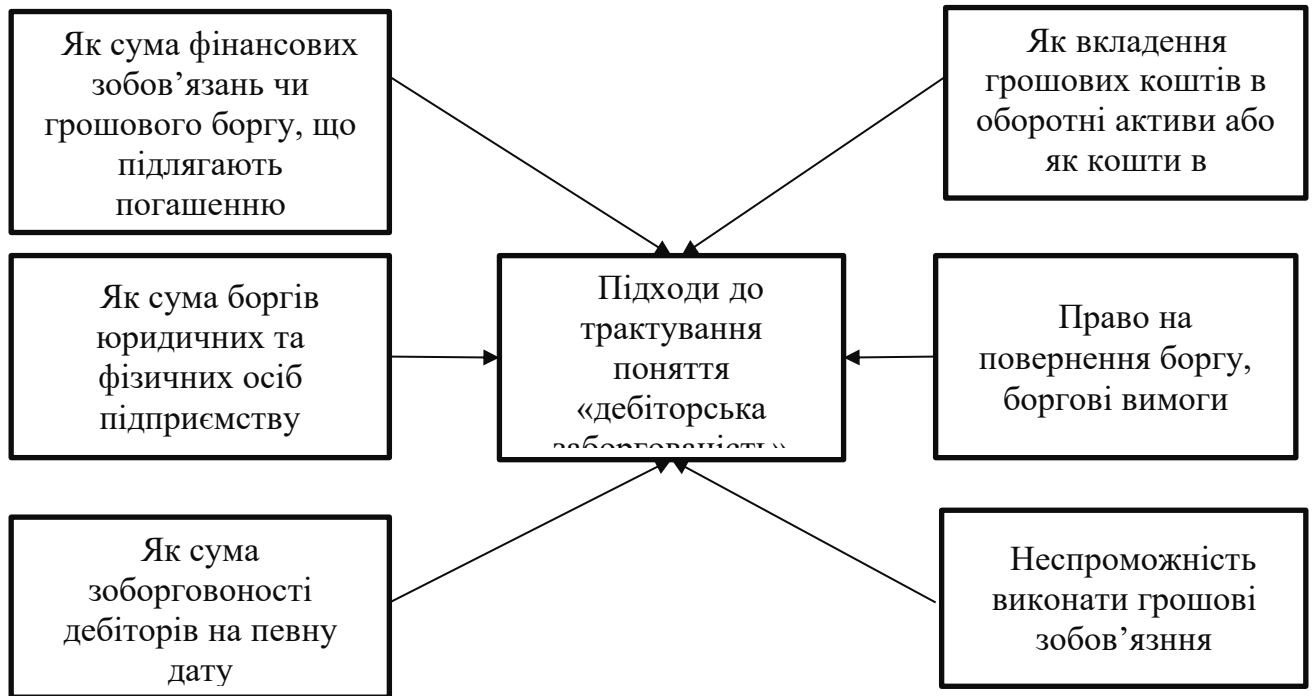 Як сума фінансових
зобов’язань чи
грошового боргу, що
підлягають
погашенню
Як вкладення
грошових коштів в
оборотні активи або
як кошти в
Як сума боргів
юридичних та
фізичних осіб
підприємству
Підходи до
трактування
поняття
«дебіторська
заборгованість»
Право на
повернення боргу,
боргові вимоги
Як сума
зоборговоності
дебіторів на певну
дату
Неспроможність
виконати грошові
зобов’язння